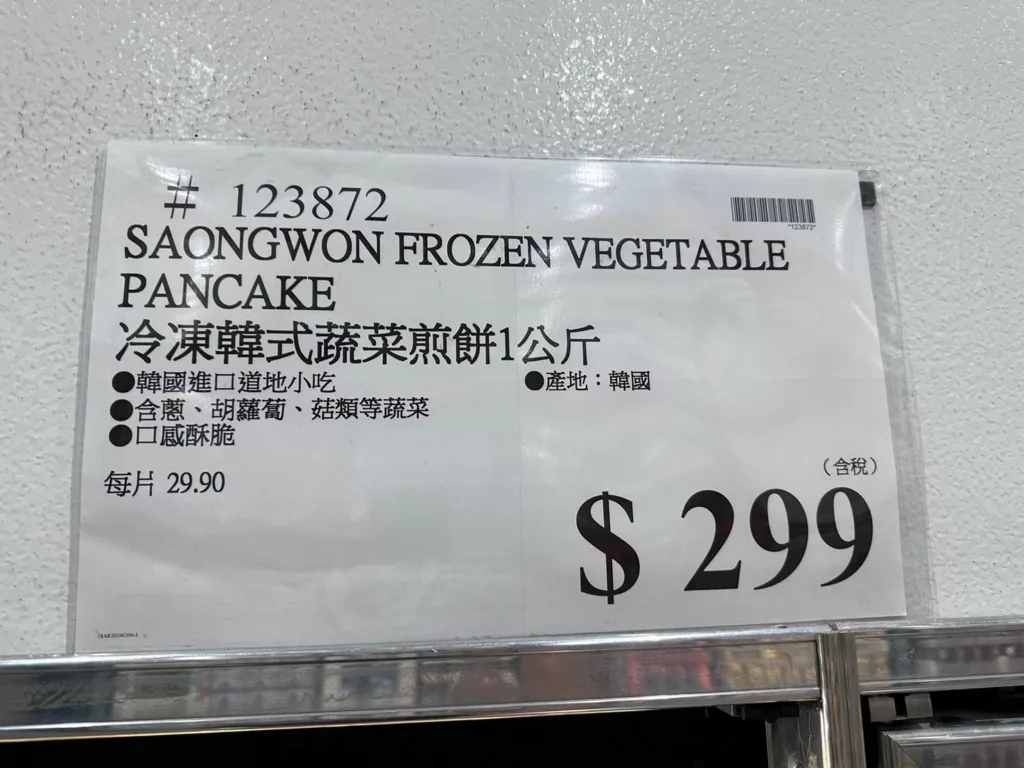 # 123872
*123872*
SAONGWON FROZEN VEGETABLE
PANCAKE
冷凍韓式蔬菜煎餅1公斤
●韓國進口道地小吃
●產地：韓國
●含蔥、胡蘿蔔、菇類等蔬菜
●口感酥脆
每片 29.90
（含稅）
$ 299